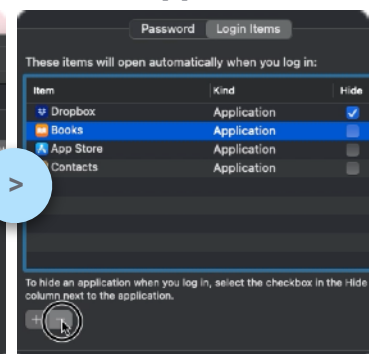 Password Login Items
These items will open automatically when you log in:
Item Kind Hide
Dropbox Application
Books Application
App Store Application
Contacts Application
>
To hide an application when you log in, select the checkbox in the Hide
column next to the application.
+ −